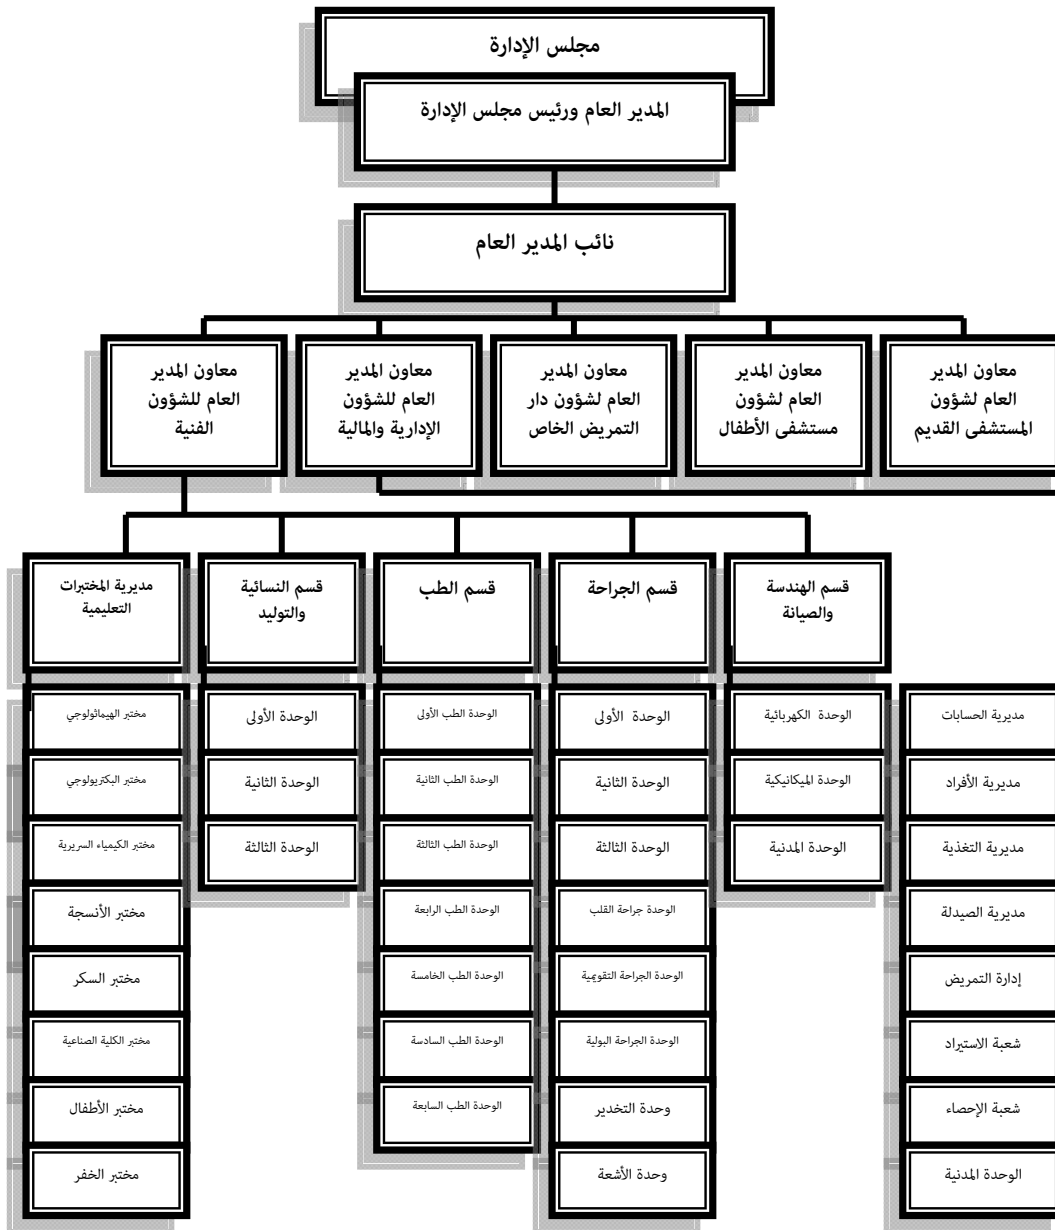 مجلس الإدارة
المدير العام ورئيس مجلس الإدارة
نائب المدير العام
معاون المدير
العام لشؤون
المستشفى القديم
معاون المدير
العام لشؤون
مستشفى الأطفال
معاون المدير
العام لشؤون دار
التمريض الخاص
معاون المدير
العام للشؤون
الإدارية والمالية
معاون المدير
العام للشؤون
الفنية
قسم الهندسة
والصيانة
قسم الجراحة
قسم الطب
قسم النسائية
والتوليد
مديرية المختبرات
التعليمية
مديرية الحسابات
مديرية الأفراد
مديرية التغذية
مديرية الصيدلة
إدارة التمريض
شعبة الاستيراد
شعبة الإحصاء
الوحدة المدنية
الوحدة الكهربائية
الوحدة الميكانيكية
الوحدة المدنية
الوحدة الأولى
الوحدة الثانية
الوحدة الثالثة
الوحدة جراحة القلب
الوحدة الجراحة التقويمية
الوحدة الجراحة البولية
وحدة التخدير
وحدة الأشعة
الوحدة الطب الأولى
الوحدة الطب الثانية
الوحدة الطب الثالثة
الوحدة الطب الرابعة
الوحدة الطب الخامسة
الوحدة الطب السادسة
الوحدة الطب السابعة
الوحدة الأولى
الوحدة الثانية
الوحدة الثالثة
مختبر الهيماثولوجي
مختبر البكتريولوجي
مختبر الكيمياء السريرية
مختبر الأنسجة
مختبر السكر
مختبر الكلية الصناعية
مختبر الأطفال
مختبر الخفر